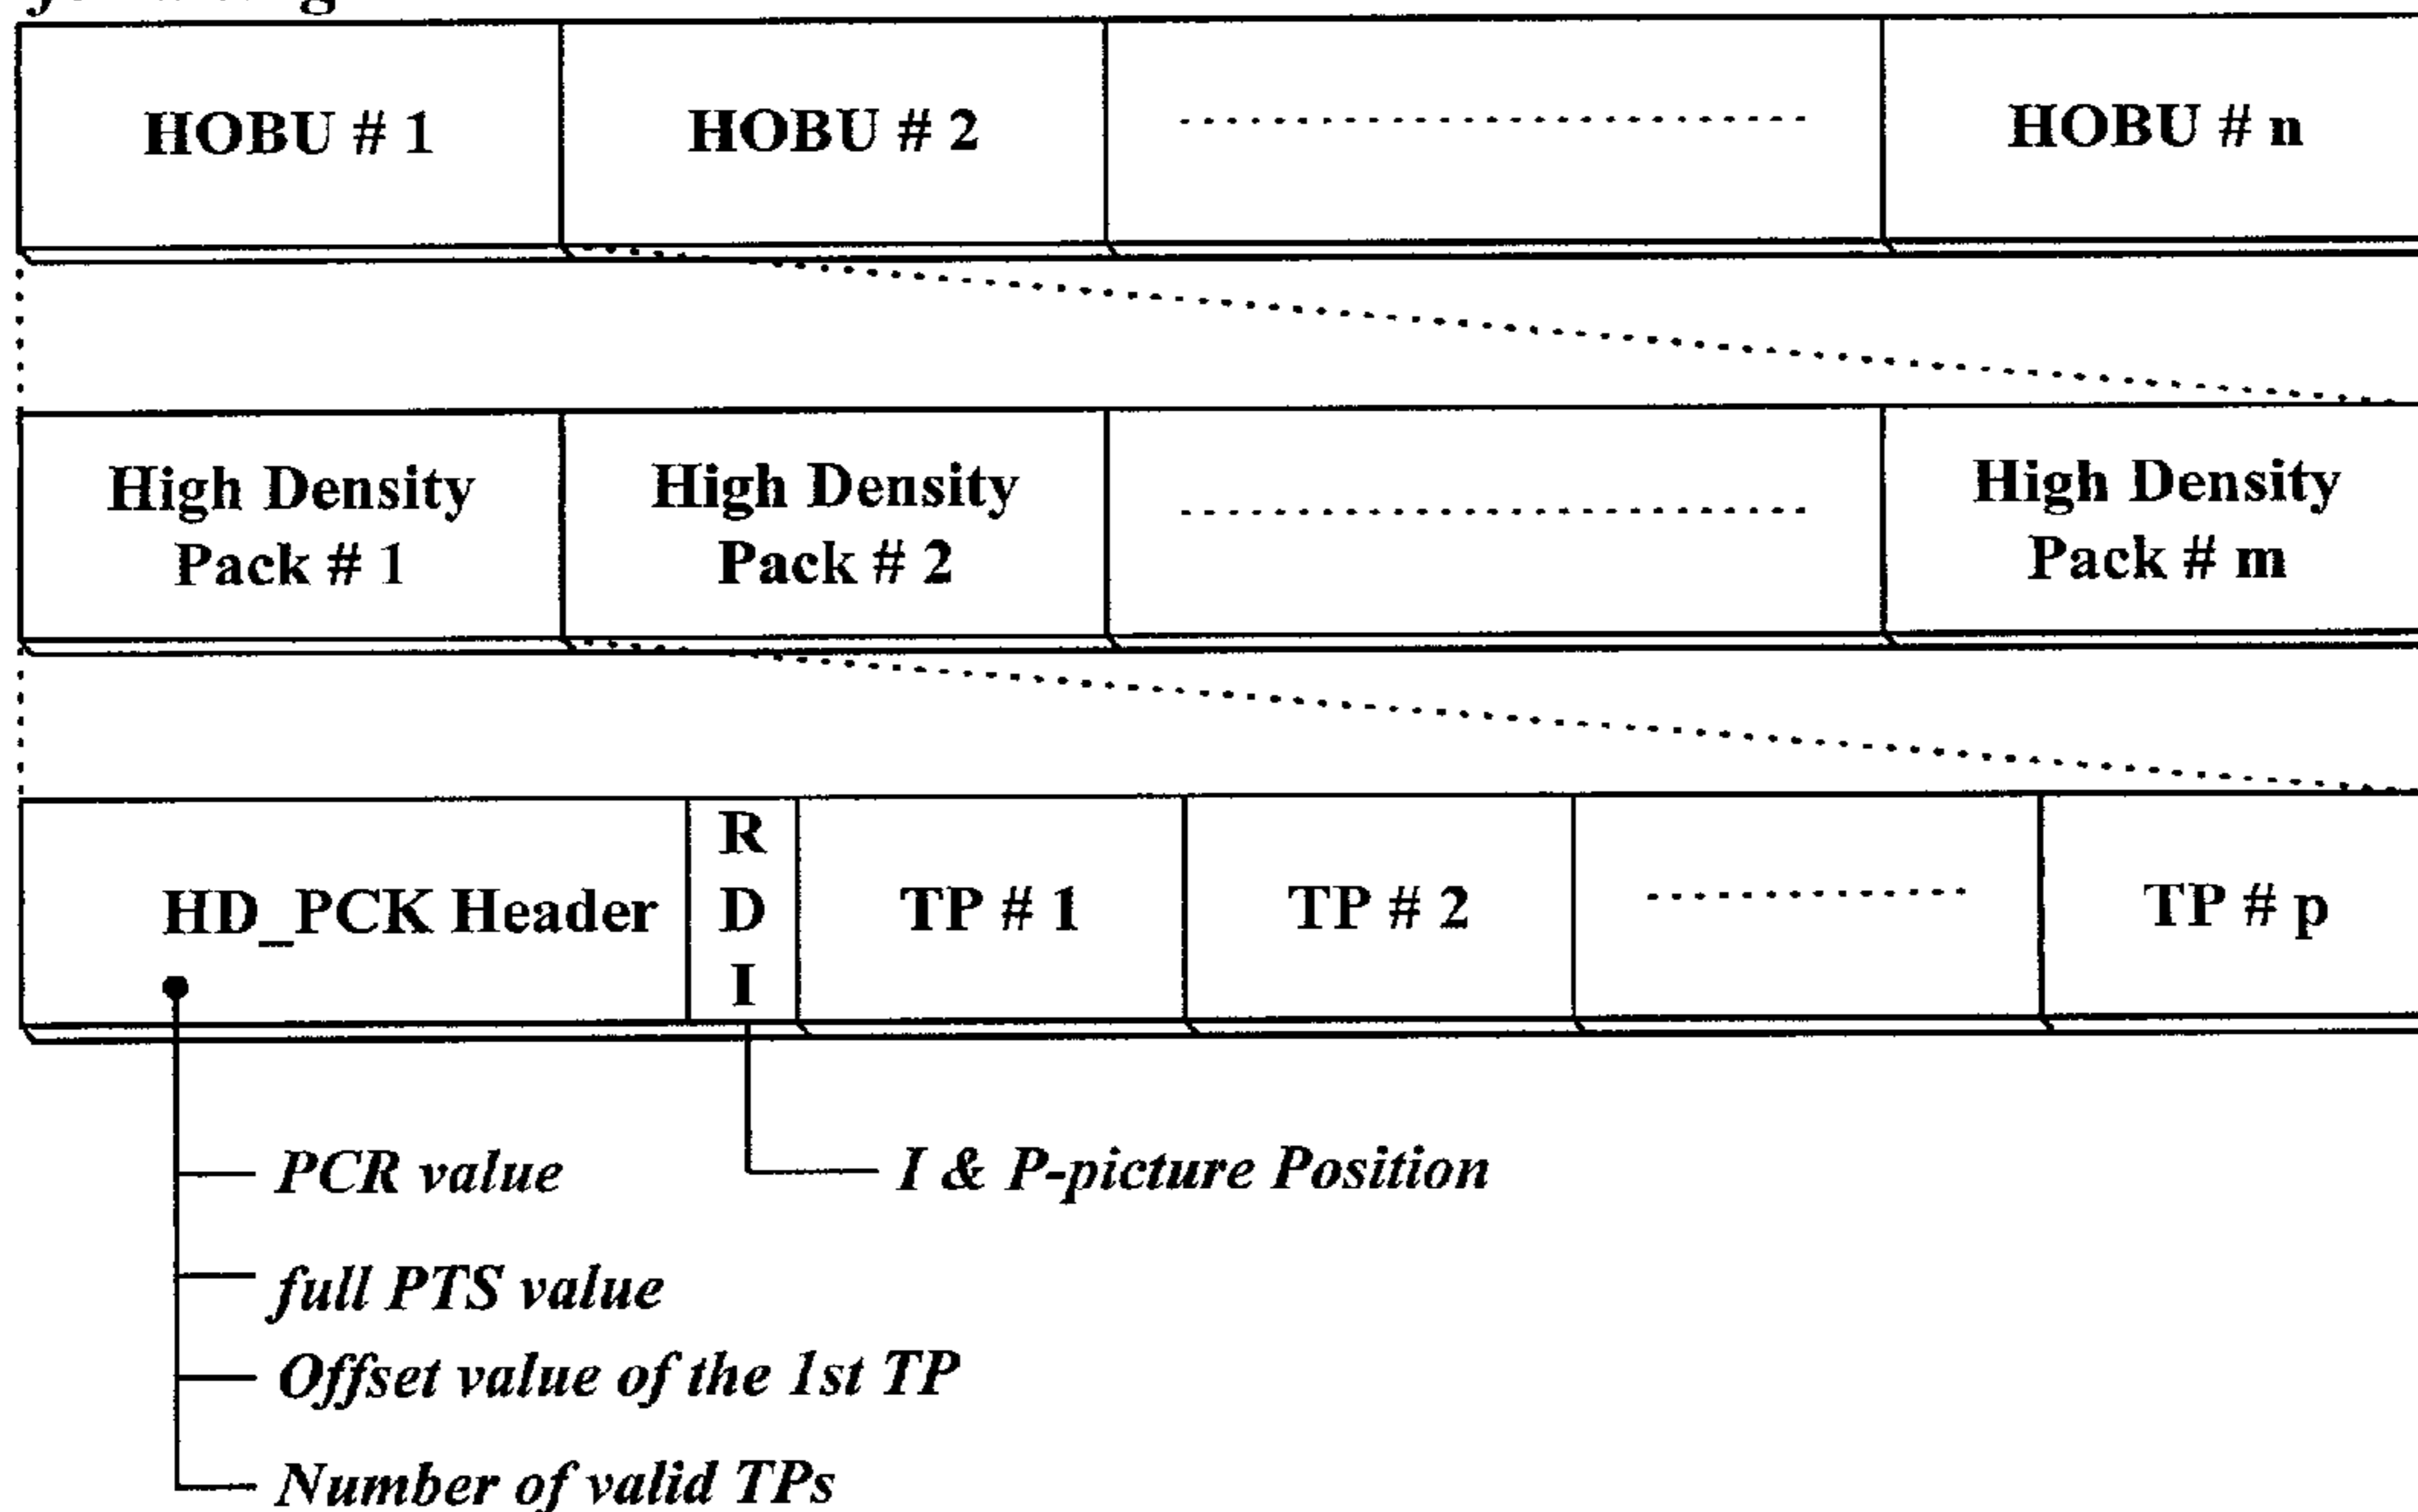 HOBU # 1
HOBU # 2
HOBU # n
High Density
Pack # 1
High Density
Pack # 2
High Density
Pack # m
HD_PCK Header
R
D
I
TP # 1
TP # 2
TP # p
PCR value
I & P-picture Position
full PTS value
Offset value of the 1st TP
Number of valid TPs